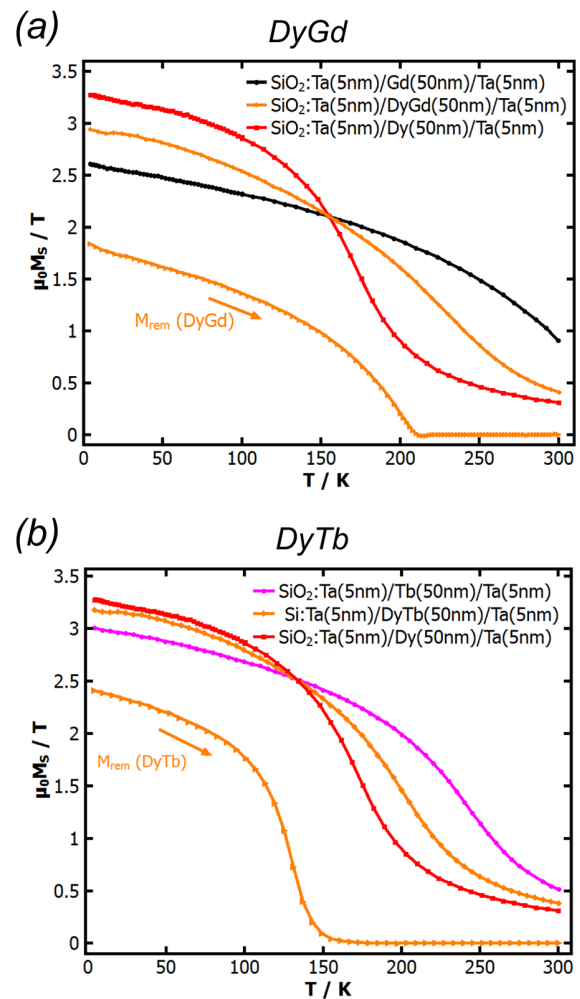 (a) DyGd
3.5
3
2.5
2
1.5
1
0.5
0
μ₀Mₛ / T
SiO₂:Ta(5nm)/Gd(50nm)/Ta(5nm)
SiO₂:Ta(5nm)/DyGd(50nm)/Ta(5nm)
SiO₂:Ta(5nm)/Dy(50nm)/Ta(5nm)
Mrem (DyGd)
0 50 100 150 200 250 300
T / K
(b) DyTb
3.5
3
2.5
2
1.5
1
0.5
0
μ₀Mₛ / T
SiO₂:Ta(5nm)/Tb(50nm)/Ta(5nm)
Si:Ta(5nm)/DyTb(50nm)/Ta(5nm)
SiO₂:Ta(5nm)/Dy(50nm)/Ta(5nm)
Mrem (DyTb)
0 50 100 150 200 250 300
T / K